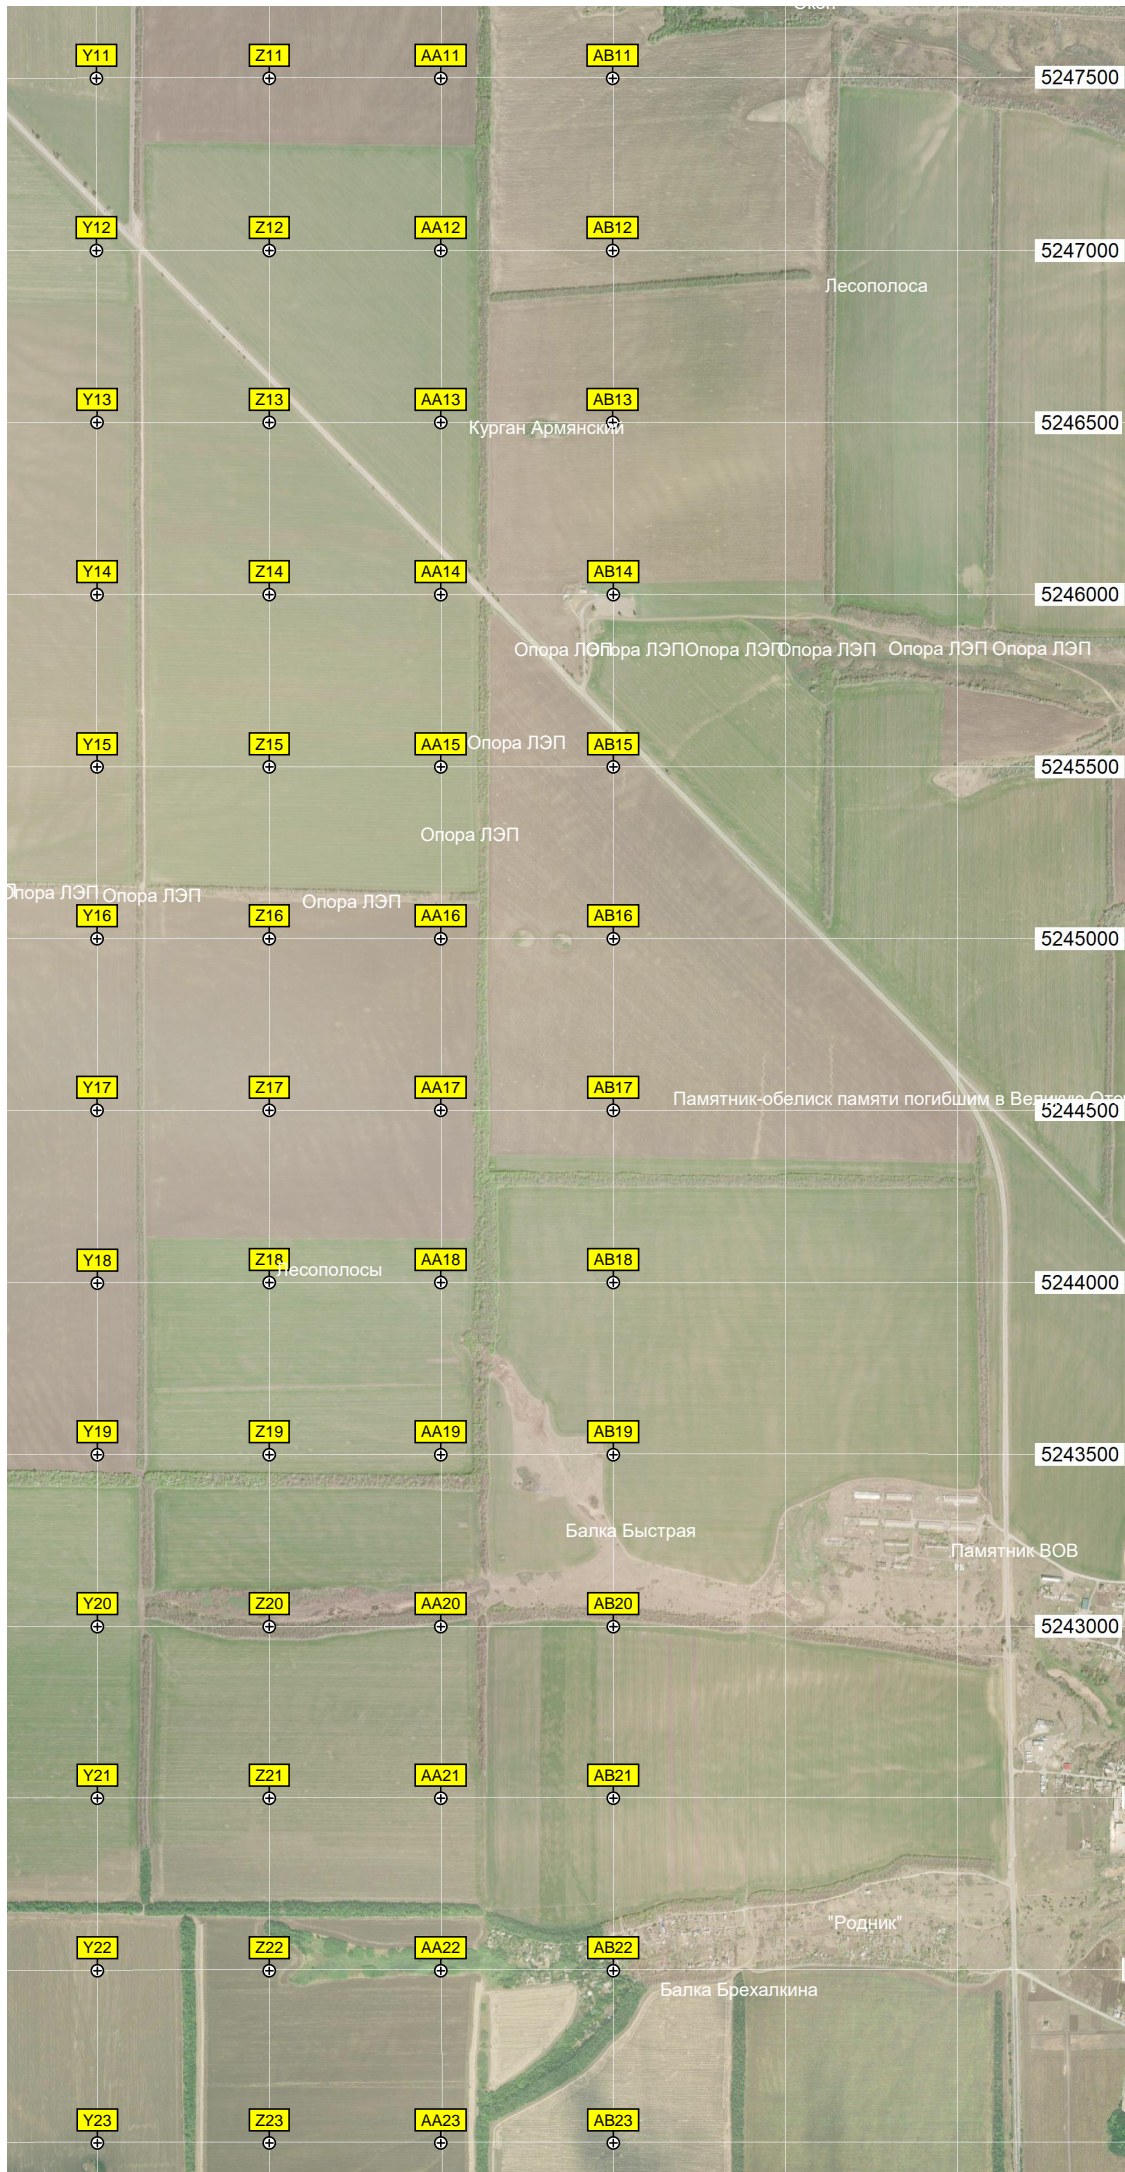 Y11 Z11 AA11 AB11
5247500
Y12 Z12 AA12 AB12
5247000
Лесополоса
Y13 Z13 AA13 AB13
5246500
Курган Армянский
Y14 Z14 AA14 AB14
5246000
Опора ЛЭП Опора ЛЭП Опора ЛЭП Опора ЛЭП Опора ЛЭП Опора ЛЭП
Y15 Z15 AA15 Опора ЛЭП AB15
5245500
Опора ЛЭП
Опора ЛЭП Опора ЛЭП
Опора ЛЭП
Y16 Z16 AA16 AB16
5245000
Y17 Z17 AA17 AB17
Памятник-обелиск памяти погибшим в Великую
5244500
Y18 Z18 AA18 AB18
Лесополосы
5244000
Y19 Z19 AA19 AB19
5243500
Балка Быстрая
Памятник ВОВ
Y20 Z20 AA20 AB20
5243000
Y21 Z21 AA21 AB21
"Родник"
Y22 Z22 AA22 AB22
Балка Брехалкина
Y23 Z23 AA23 AB23